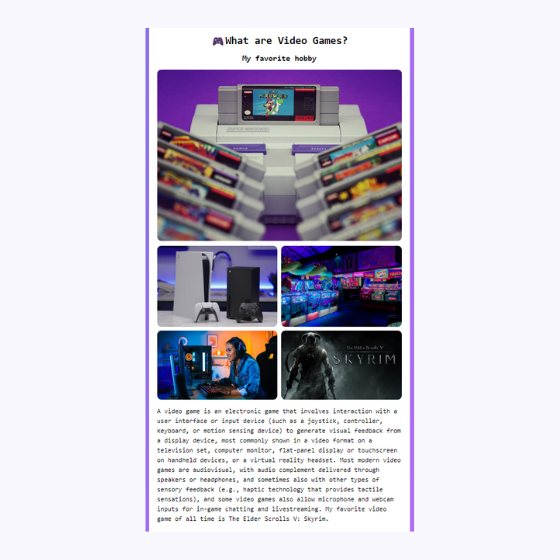 🎮What are Video Games?
My favorite hobby
SKYRIM
A video game is an electronic game that involves interaction with a
user interface or input device (such as a joystick, controller,
keyboard, or motion sensing device) to generate visual feedback from
a display device, most commonly shown in a video format on a
television set, computer monitor, flat-panel display or touchscreen
on handheld devices, or a virtual reality headset. Most modern video
games are audiovisual, with audio complement delivered through
speakers or headphones, and sometimes also with other types of
sensory feedback (e.g., haptic technology that provides tactile
sensations), and some video games also allow microphone and webcam
inputs for in-game chatting and livestreaming. My favorite video
game of all time is The Elder Scrolls V: Skyrim.